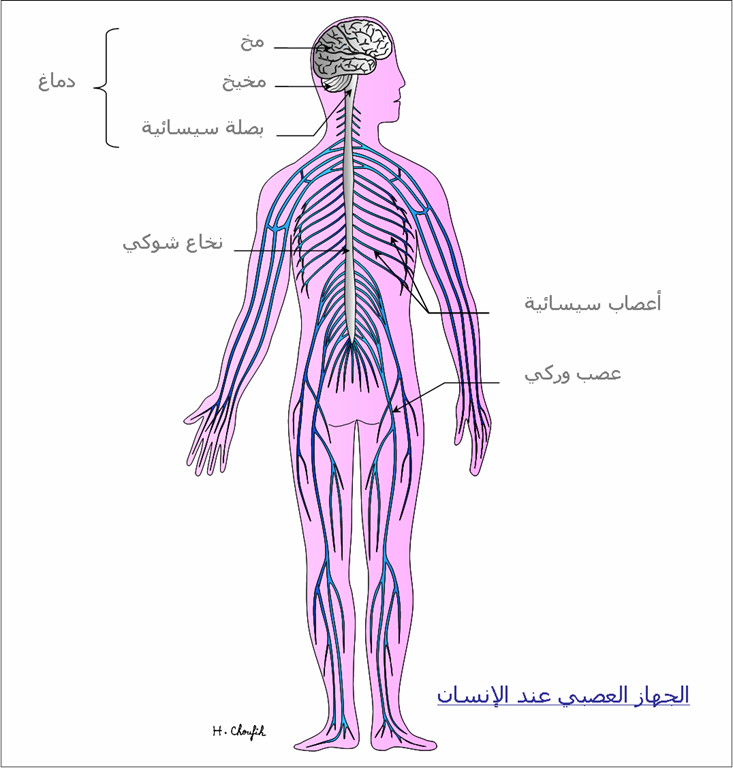 مخ
دماغ
مخيخ
بصلة سيسائية
نخاع شوكي
أعصاب سيسائية
عصب وركي
الجهاز العصبي عند الإنسان
H. Choufik